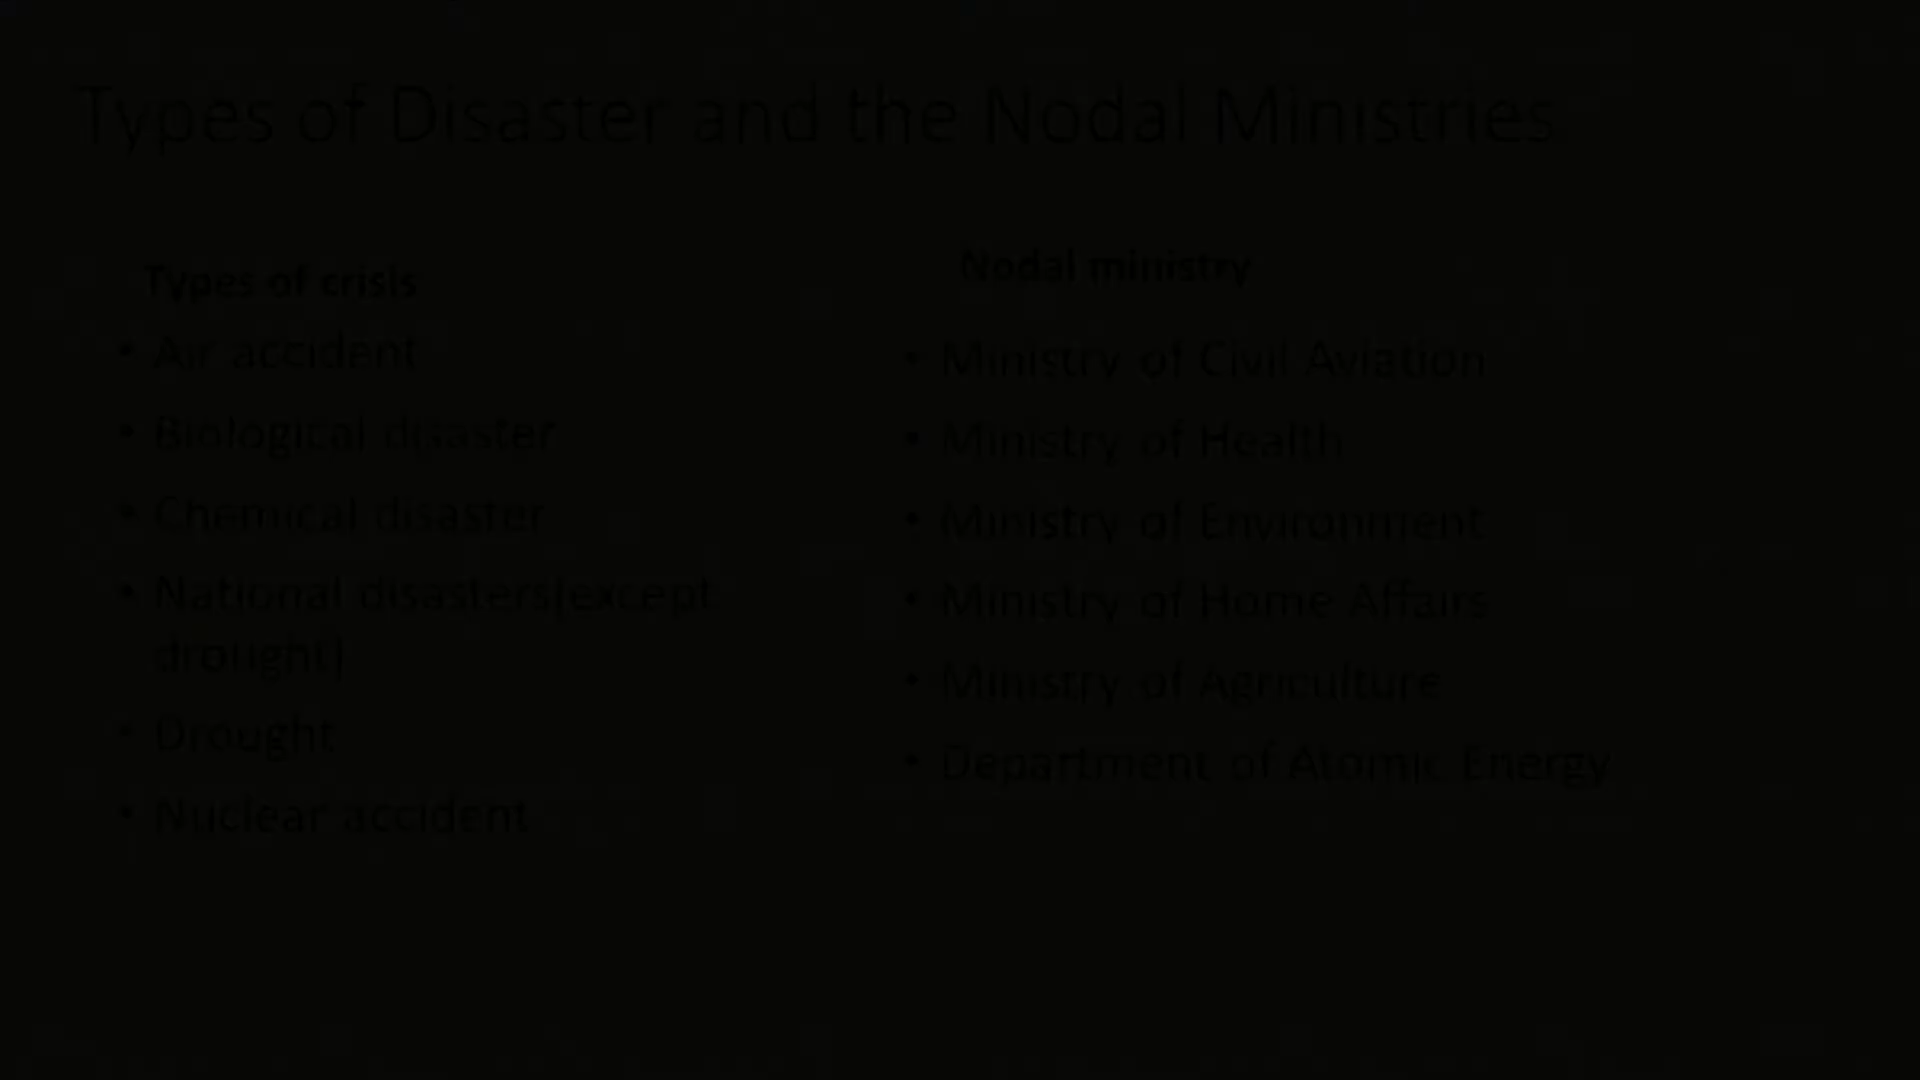 Types of Disaster and the Nodal Ministries
Types of crisis
• Air accident
• Biological disaster
• Chemical disaster
• National disasters(except
drought)
• Drought
• Nuclear accident
Nodal ministry
• Ministry of Civil Aviation
• Ministry of Health
• Ministry of Environment
• Ministry of Home Affairs
• Ministry of Agriculture
• Department of Atomic Energy